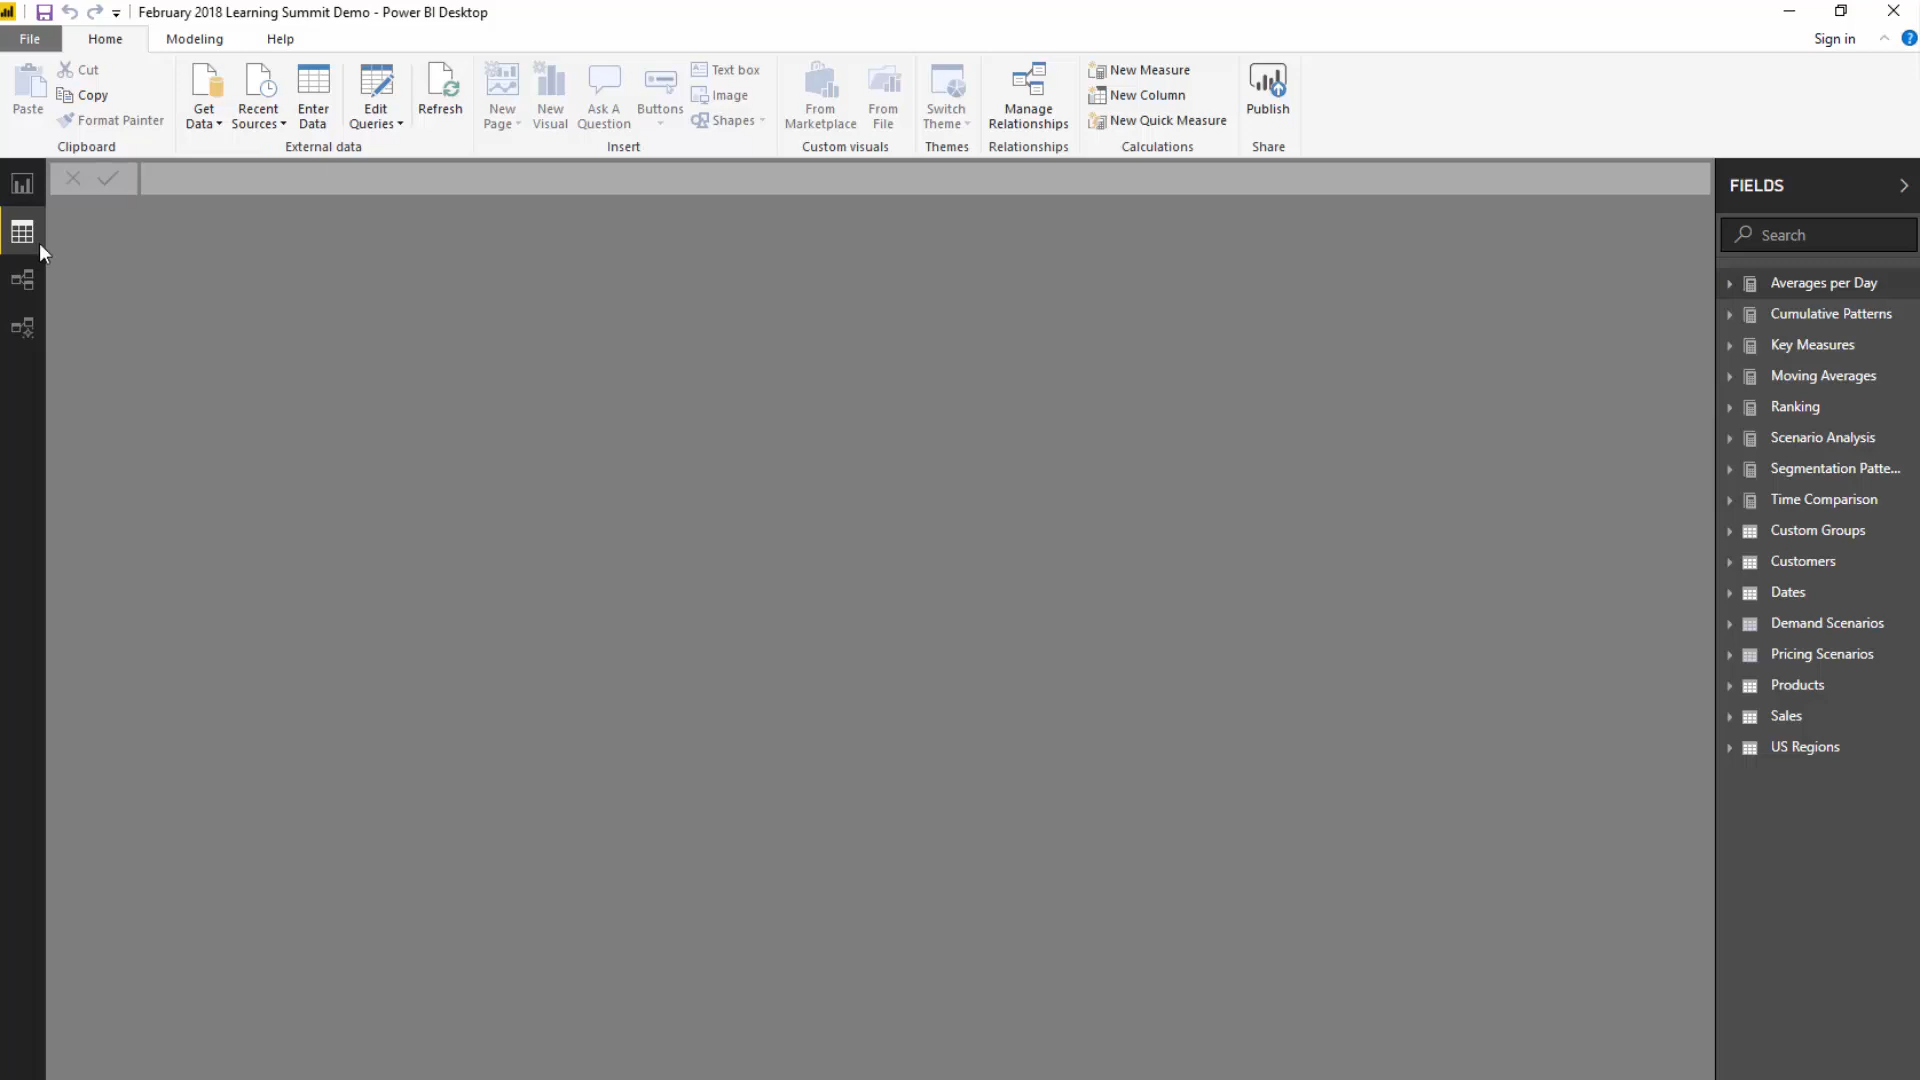 February 2018 Learning Summit Demo - Power BI Desktop
File
Home
Modeling
Help
Sign in
?
Paste
Cut
Copy
Format Painter
Clipboard
Get Data
Recent Sources
Enter Data
Edit Queries
Refresh
External data
New Page
New Visual
Ask A Question
Buttons
Text box
Image
Shapes
Insert
From Marketplace
From File
Custom visuals
Switch Theme
Themes
Manage Relationships
Relationships
New Measure
New Column
New Quick Measure
Calculations
Publish
Share
FIELDS
Search
Averages per Day
Cumulative Patterns
Key Measures
Moving Averages
Ranking
Scenario Analysis
Segmentation Patte...
Time Comparison
Custom Groups
Customers
Dates
Demand Scenarios
Pricing Scenarios
Products
Sales
US Regions